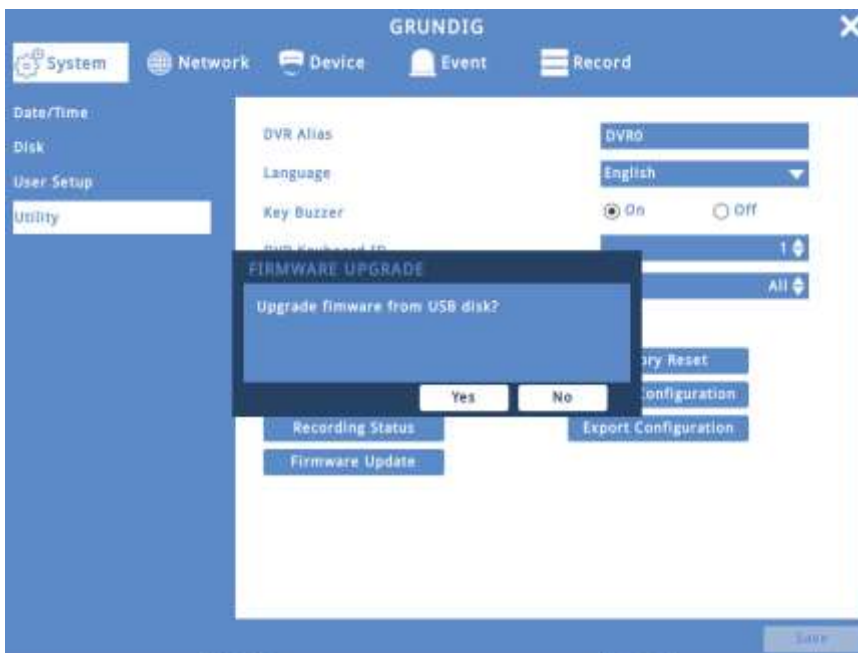 GRUNDIG
System Network Device Event Record
Date/Time
Disk
User Setup
Utility
DVR Alias DVR0
Language English
Key Buzzer On Off
1
FIRMWARE UPGRADE
All
Upgrade fimware from USB disk?
Reset
Yes No
Configuration
Recording Status Export Configuration
Firmware Update
Save